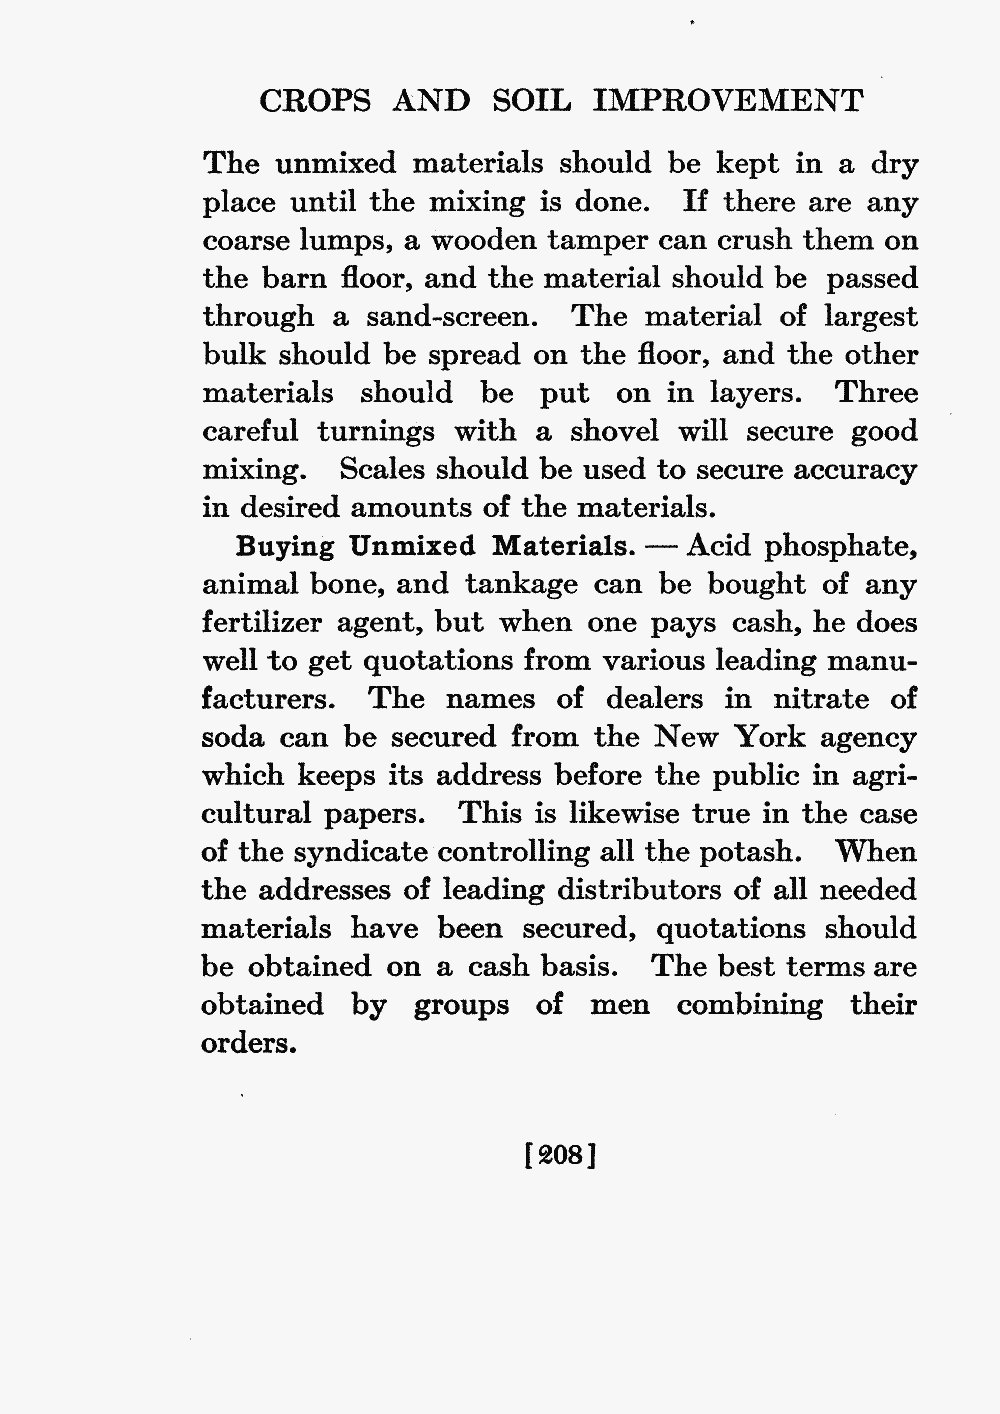 CROPS AND SOIL IMPROVEMENT
The unmixed materials should be kept in a dry
place until the mixing is done. If there are any
coarse lumps, a wooden tamper can crush them on
the barn floor, and the material should be passed
through a sand-screen. The material of largest
bulk should be spread on the floor, and the other
materials should be put on in layers. Three
careful turnings with a shovel will secure good
mixing. Scales should be used to secure accuracy
in desired amounts of the materials.
Buying Unmixed Materials. — Acid phosphate,
animal bone, and tankage can be bought of any
fertilizer agent, but when one pays cash, he does
well to get quotations from various leading manu-
facturers. The names of dealers in nitrate of
soda can be secured from the New York agency
which keeps its address before the public in agri-
cultural papers. This is likewise true in the case
of the syndicate controlling all the potash. When
the addresses of leading distributors of all needed
materials have been secured, quotations should
be obtained on a cash basis. The best terms are
obtained by groups of men combining their
orders.
[208]